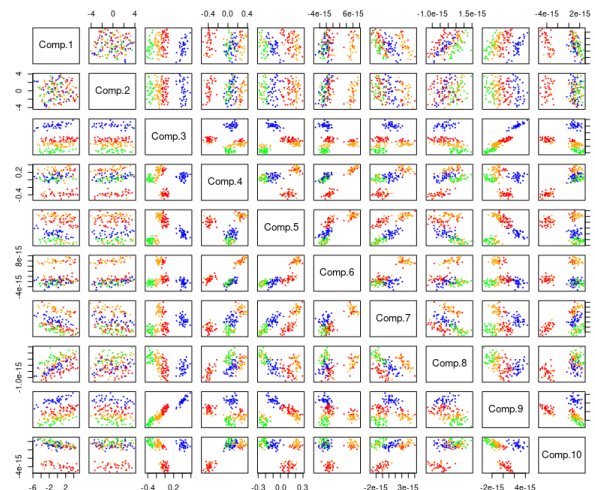 -4 0 4
-0.4 0.0 0.4
-4e-15 6e-15
-1.0e-15 1.5e-15
-4e-15 2e-15
Comp.1
4
0
-4
Comp.2
Comp.3
0.2
-0.4
Comp.4
Comp.5
8e-15
-4e-15
Comp.6
Comp.7
-1.0e-15
Comp.8
Comp.9
-4e-15
Comp.10
-6 -2 2
-0.4 0.2
-0.3 0.0 0.3
-2e-15 3e-15
-2e-15 4e-15